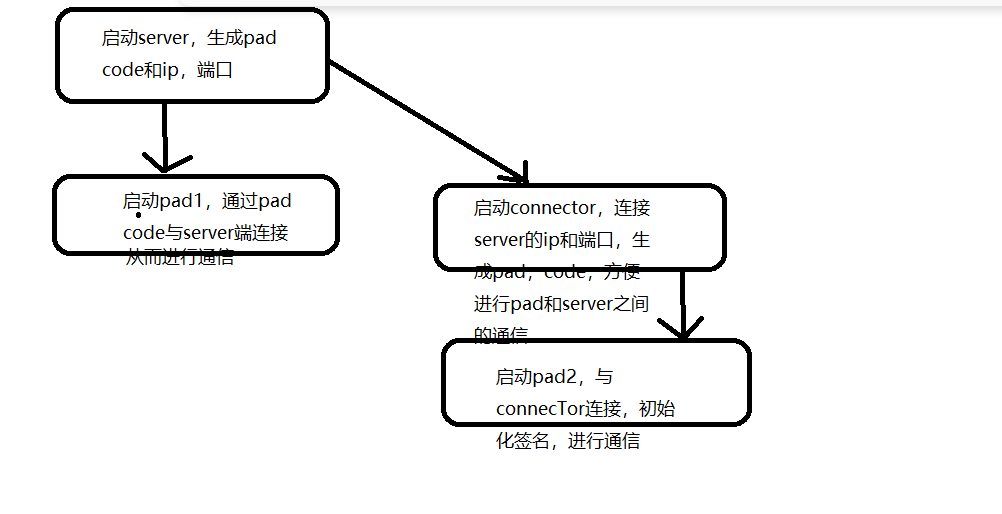 启动server，生成pad
code和ip，端口
启动pad1，通过pad
code与server端连接
从而进行通信
启动connector，连接
server的ip和端口，生
成pad，code，方便
进行pad和server之间
的通信
启动pad2，与
connecTor连接，初始
化签名，进行通信